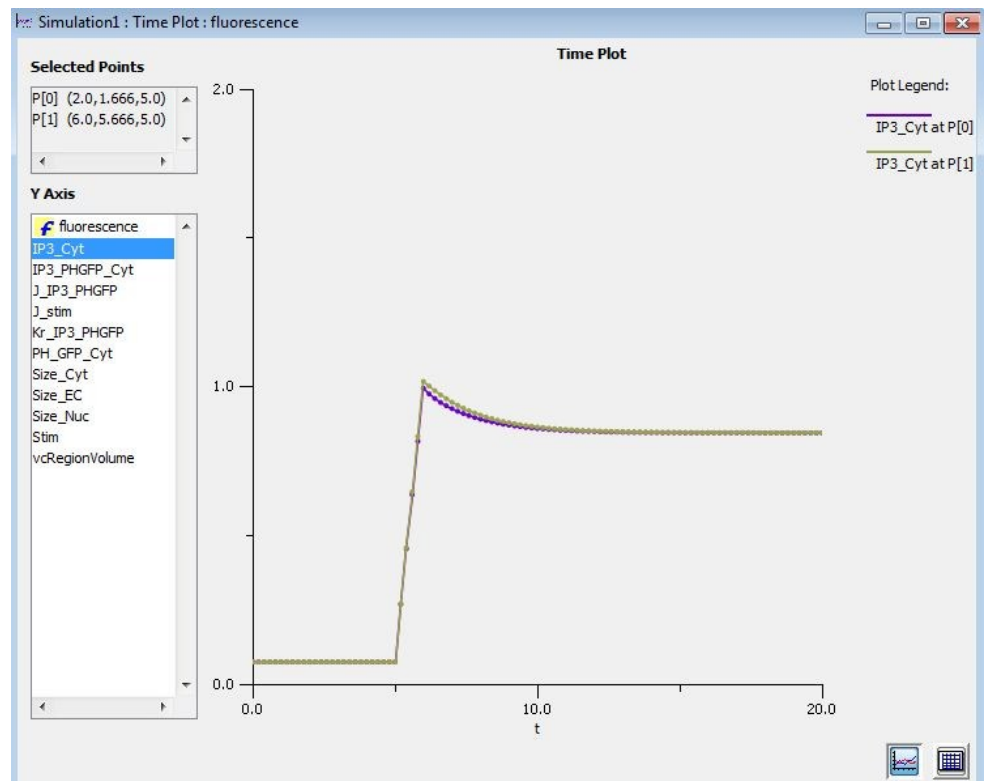 Simulation1 : Time Plot : fluorescence
Time Plot
Selected Points
P[0] (2.0,1.666,5.0)
P[1] (6.0,5.666,5.0)
Y Axis
fluorescence
IP3_Cyt
IP3_PHGFP_Cyt
J_IP3_PHGFP
J_stim
Kr_IP3_PHGFP
PH_GFP_Cyt
Size_Cyt
Size_EC
Size_Nuc
Stim
vcRegionVolume
2.0
1.0
0.0
0.0 10.0 20.0
t
Plot Legend:
IP3_Cyt at P[0]
IP3_Cyt at P[1]